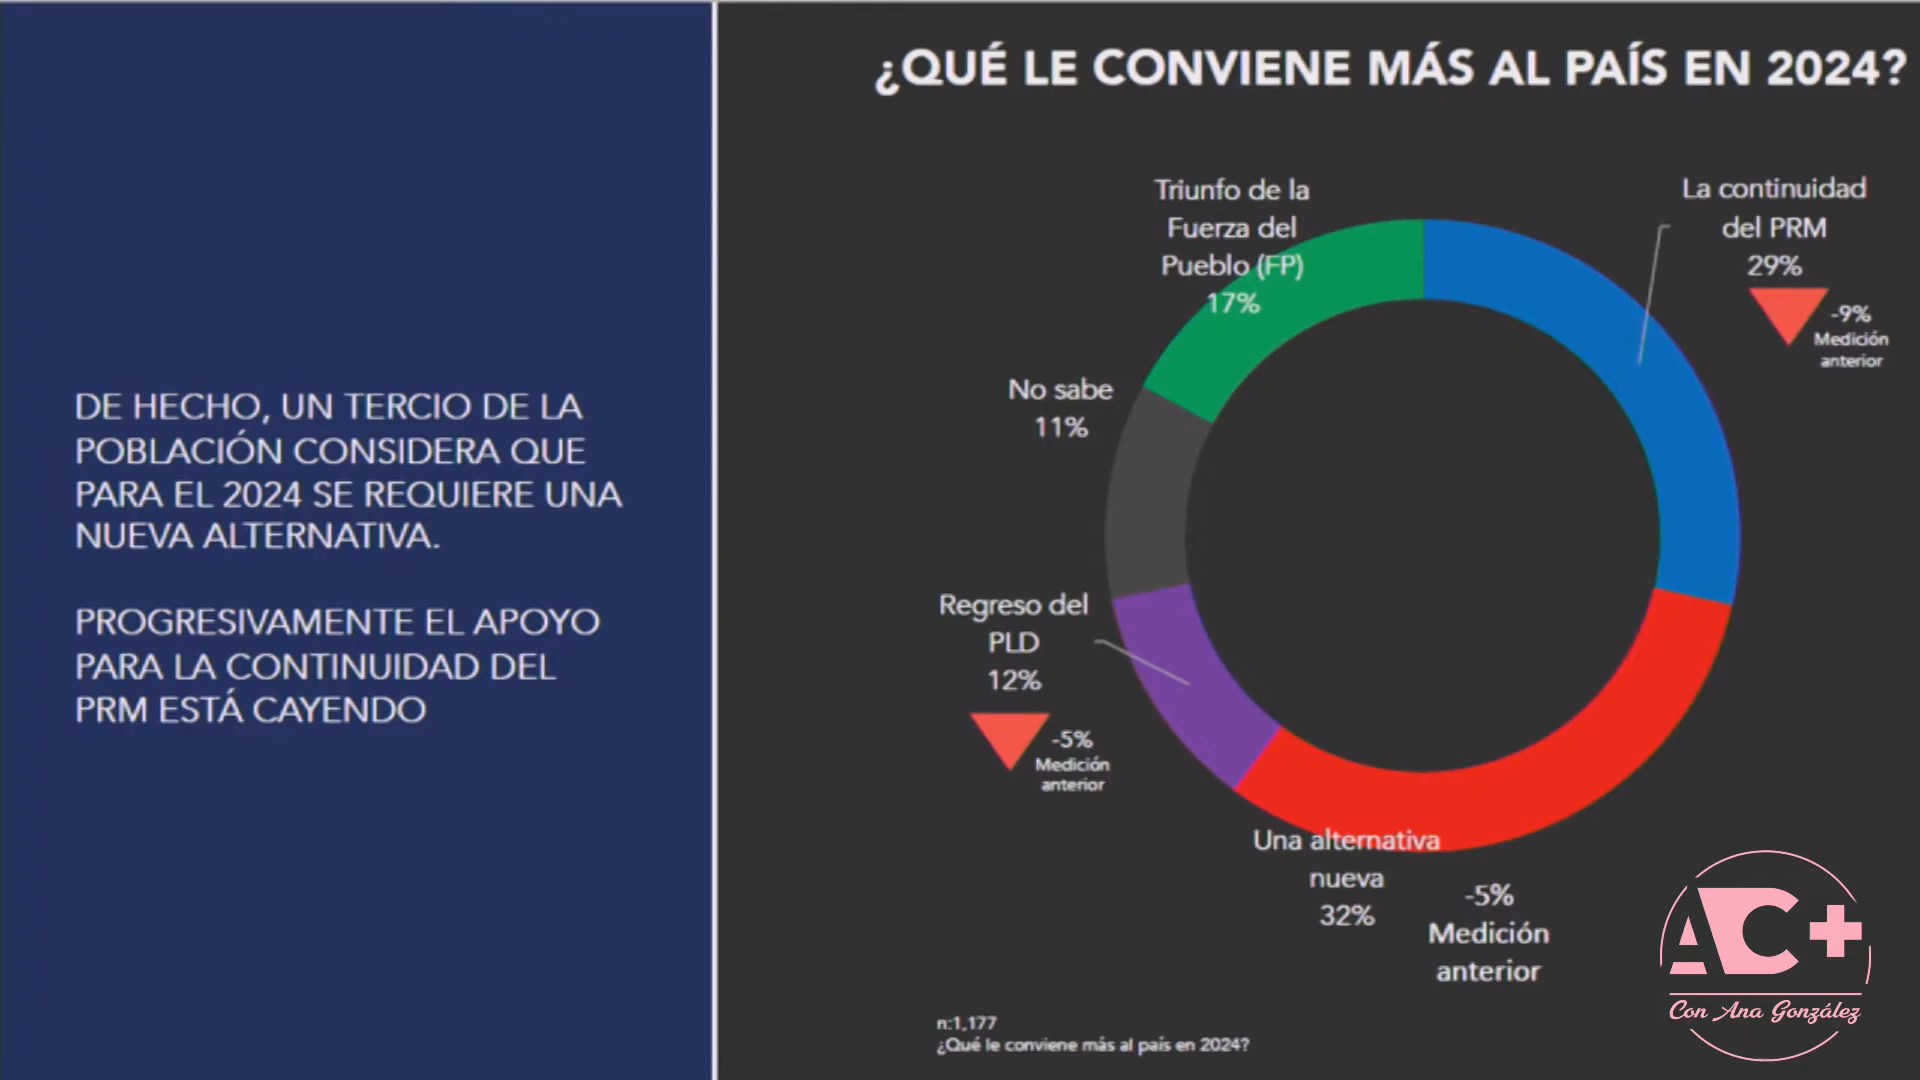 ¿QUÉ LE CONVIENE MÁS AL PAÍS EN 2024?
DE HECHO, UN TERCIO DE LA
POBLACIÓN CONSIDERA QUE
PARA EL 2024 SE REQUIERE UNA
NUEVA ALTERNATIVA.
PROGRESIVAMENTE EL APOYO
PARA LA CONTINUIDAD DEL
PRM ESTÁ CAYENDO
Triunfo de la
Fuerza del
Pueblo (FP)
17%
La continuidad
del PRM
29%
-9%
Medición
anterior
No sabe
11%
Regreso del
PLD
12%
-5%
Medición
anterior
Una alternativa
nueva
32%
-5%
Medición
anterior
n:1,177
¿Qué le conviene más al país en 2024?
AC+
Con Ana González